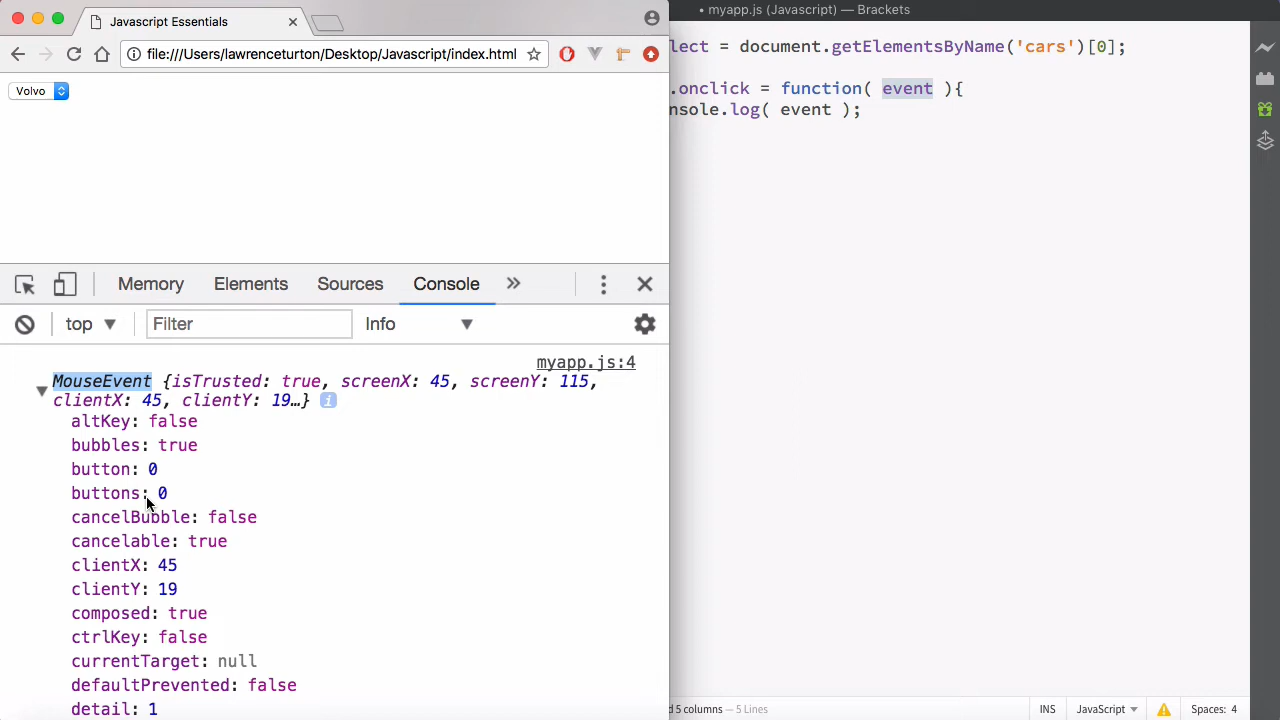 Javascript Essentials
file:///Users/lawrenceturton/Desktop/Javascript/index.html
Volvo
Memory Elements Sources Console
top Filter Info
myapp.js:4
MouseEvent {isTrusted: true, screenX: 45, screenY: 115,
clientX: 45, clientY: 19…}
altKey: false
bubbles: true
button: 0
buttons: 0
cancelBubble: false
cancelable: true
clientX: 45
clientY: 19
composed: true
ctrlKey: false
currentTarget: null
defaultPrevented: false
detail: 1
• myapp.js (Javascript) — Brackets
lect = document.getElementsByName('cars')[0];
.onclick = function( event ){
nsole.log( event );
d 5 columns — 5 Lines
INS JavaScript Spaces: 4